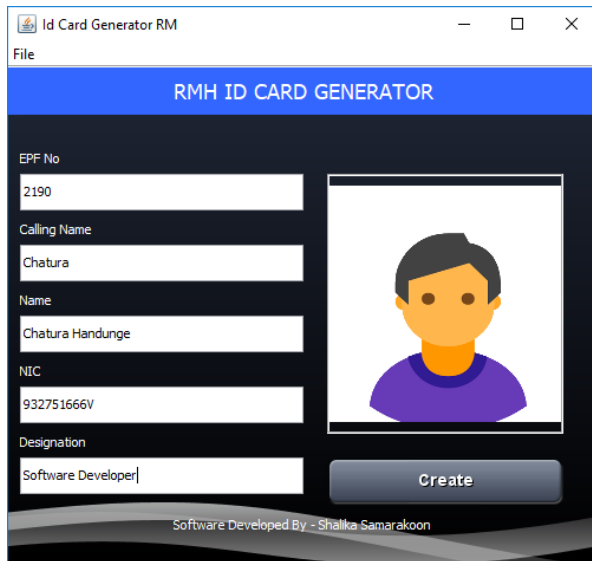 Id Card Generator RM
File
RMH ID CARD GENERATOR
EPF No
2190
Calling Name
Chatura
Name
Chatura Handunge
NIC
932751666V
Designation
Software Developer
Create
Software Developed By - Shalika Samarakoon